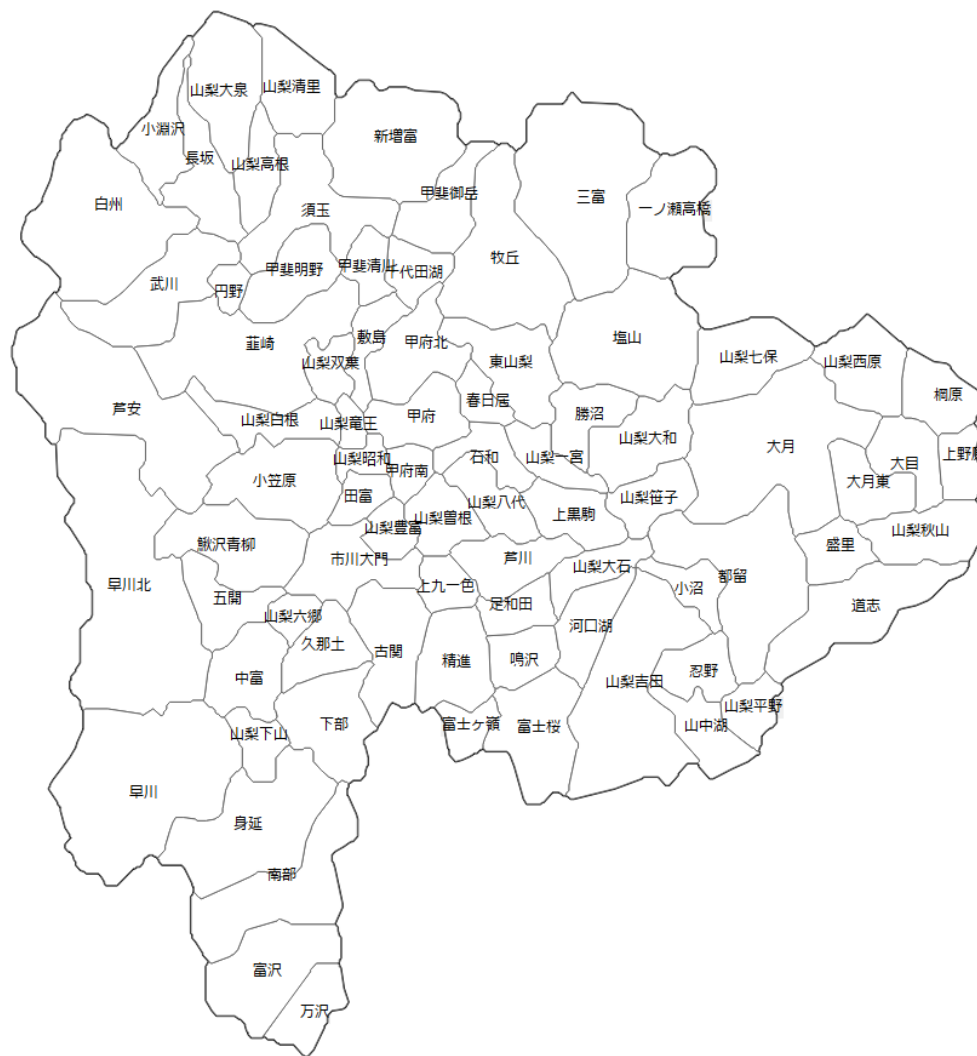 山梨大泉
山梨清里
小淵沢
新増富
長坂
山梨高根
白州
須玉
甲斐御岳
三富
一ノ瀬高橋
武川
円野
甲斐明野
甲斐清川
千代田湖
牧丘
韮崎
山梨双葉
敷島
甲府北
東山梨
塩山
山梨七保
山梨西原
桐原
芦安
山梨白根
山梨竜王
甲府
春日居
勝沼
山梨大和
大月
大目
上野原
小笠原
山梨昭和
甲府南
石和
山梨一宮
大月東
田富
山梨八代
山梨笹子
鰍沢青柳
市川大門
山梨豊富
山梨曽根
上黒駒
盛里
山梨秋山
早川北
五開
上九一色
芦川
山梨大石
小沼
都留
道志
山梨六郷
久那土
古関
足和田
河口湖
中富
精進
鳴沢
山梨吉田
忍野
山梨下山
下部
富士ヶ嶺
富士桜
山中湖
山梨平野
早川
身延
南部
富沢
万沢